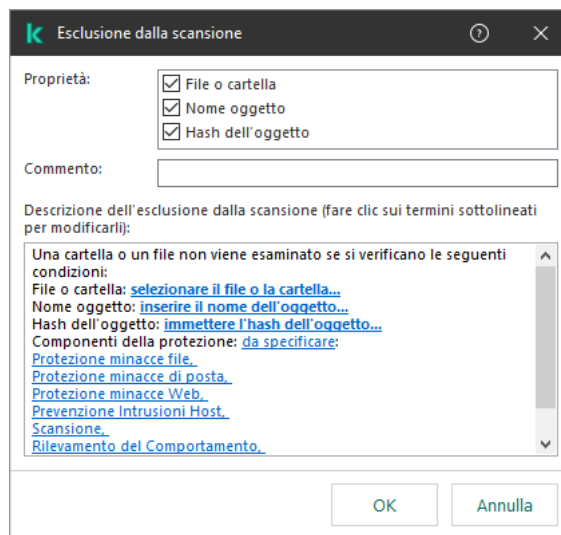 Esclusione dalla scansione
Proprietà:
File o cartella
Nome oggetto
Hash dell'oggetto
Commento:
Descrizione dell'esclusione dalla scansione (fare clic sui termini sottolineati
per modificarli):
Una cartella o un file non viene esaminato se si verificano le seguenti
condizioni:
File o cartella: selezionare il file o la cartella...
Nome oggetto: inserire il nome dell'oggetto...
Hash dell'oggetto: immettere l'hash dell'oggetto...
Componenti della protezione: da specificare:
Protezione minacce file,
Protezione minacce di posta,
Protezione minacce Web,
Prevenzione Intrusioni Host,
Scansione,
Rilevamento del Comportamento,
OK
Annulla